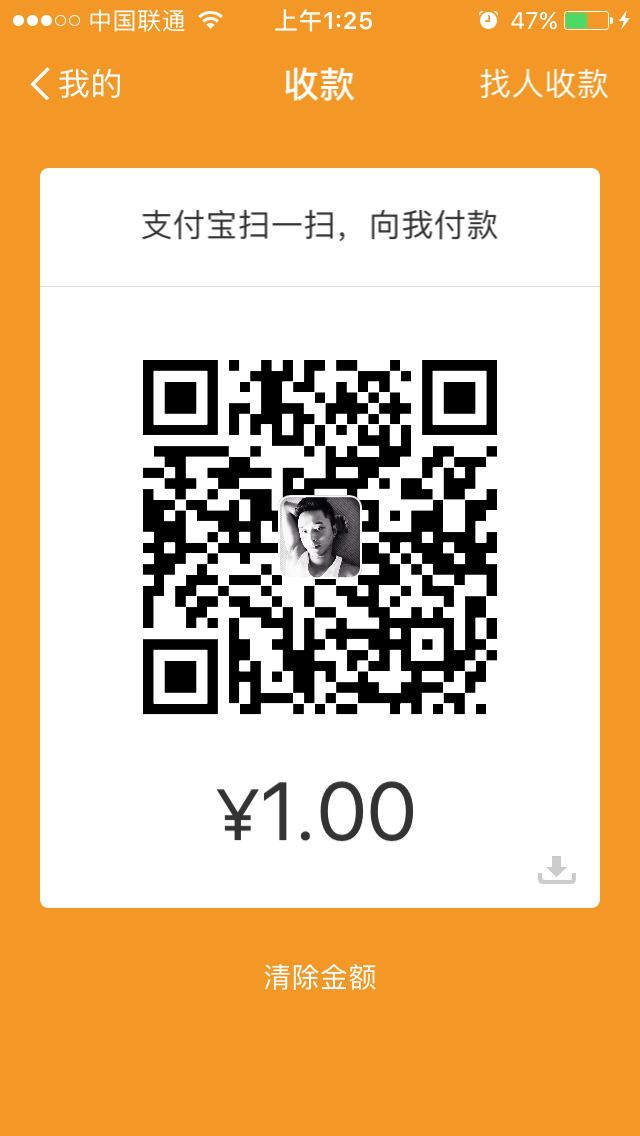 中国联通 上午1:25 47%
我的 收款 找人收款
支付宝扫一扫，向我付款
¥1.00
清除金额